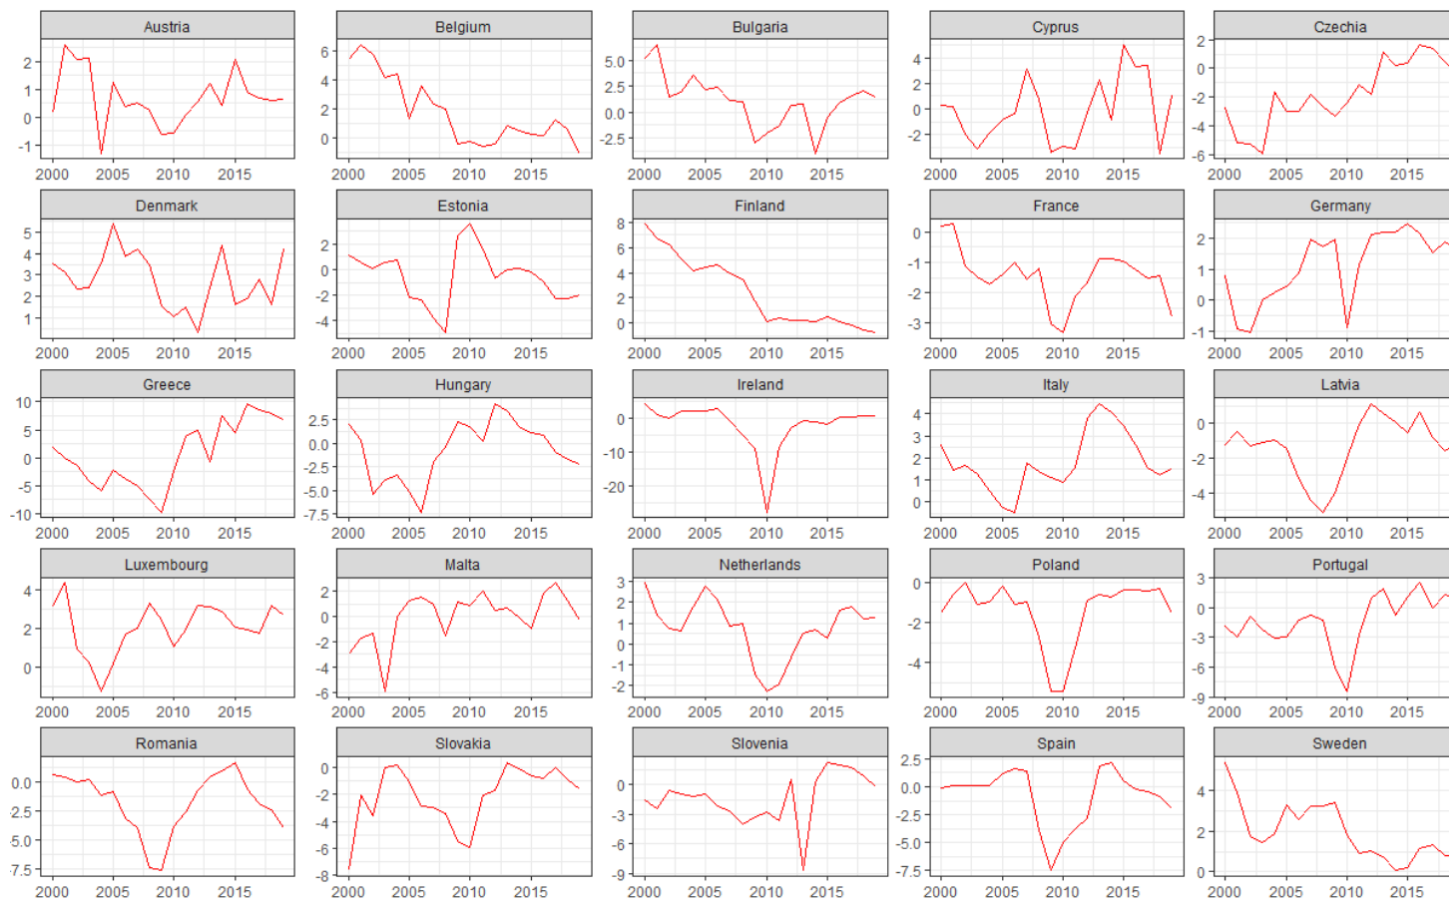 Austria Belgium Bulgaria Cyprus Czechia
2 1 0 -1
6 4 2 0
5.0 2.5 0.0 -2.5
4 2 0 -2
2 0 -2 -4 -6
2000 2005 2010 2015 2000 2005 2010 2015 2000 2005 2010 2015 2000 2005 2010 2015 2000 2005 2010 2015
Denmark Estonia Finland France Germany
5 4 3 2 1
2 0 -2 -4
8 6 4 2 0
0 -1 -2 -3
2 1 0 -1
2000 2005 2010 2015 2000 2005 2010 2015 2000 2005 2010 2015 2000 2005 2010 2015 2000 2005 2010 2015
Greece Hungary Ireland Italy Latvia
10 5 0 -5 -10
2.5 0.0 -2.5 -5.0 -7.5
0 -10 -20
4 3 2 1 0
0 -2 -4
2000 2005 2010 2015 2000 2005 2010 2015 2000 2005 2010 2015 2000 2005 2010 2015 2000 2005 2010 2015
Luxembourg Malta Netherlands Poland Portugal
4 2 0
2 0 -2 -4 -6
3 2 1 0 -1 -2
0 -2 -4
3 0 -3 -6 -9
2000 2005 2010 2015 2000 2005 2010 2015 2000 2005 2010 2015 2000 2005 2010 2015 2000 2005 2010 2015
Romania Slovakia Slovenia Spain Sweden
0.0 -2.5 -5.0 -7.5
0 -2 -4 -6 -8
0 -3 -6 -9
2.5 0.0 -2.5 -5.0 -7.5
4 2 0
2000 2005 2010 2015 2000 2005 2010 2015 2000 2005 2010 2015 2000 2005 2010 2015 2000 2005 2010 2015